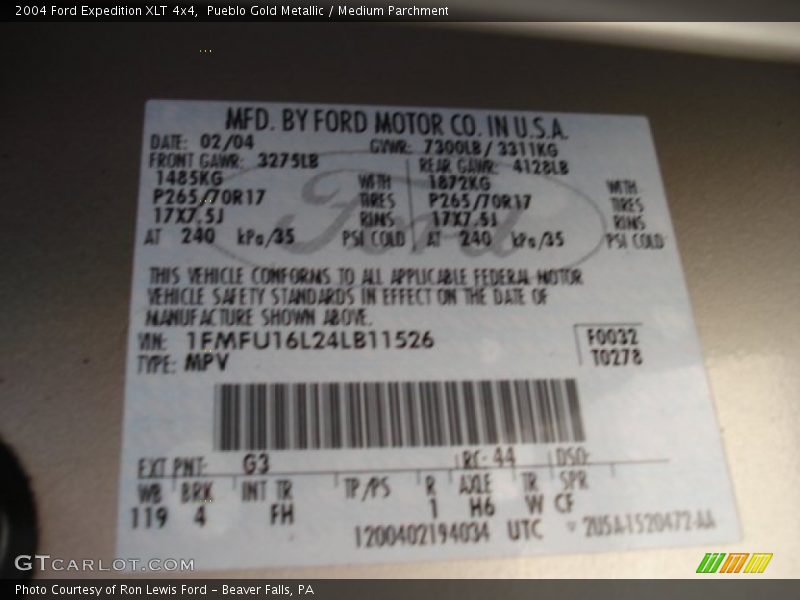 2004 Ford Expedition XLT 4x4, Pueblo Gold Metallic / Medium Parchment
MFD. BY FORD MOTOR CO. IN U.S.A.
DATE: 02/04 GVWR: 7300LB / 3311KG
FRONT GAWR: 3275LB REAR GAWR: 4128LB
1485KG WITH 1872KG WITH
P265/70R17 TIRES P265/70R17 TIRES
17X7.5J RIMS 17X7.5J RIMS
AT 240 kPa/35 PSI COLD AT 240 kPa/35 PSI COLD
Ford
THIS VEHICLE CONFORMS TO ALL APPLICABLE FEDERAL MOTOR
VEHICLE SAFETY STANDARDS IN EFFECT ON THE DATE OF
MANUFACTURE SHOWN ABOVE.
VIN: 1FMFU16L24LB11526 F0032
TYPE: MPV T0278
EXT PNT: G3 RC: 44 DSO:
WB BRK INT TR TP/PS R AXLE TR SPR
119 4 FH 1 H6 W CF
1200402194034 UTC 2U5A-1520472-AA
GTCARLOT.COM
Photo Courtesy of Ron Lewis Ford - Beaver Falls, PA